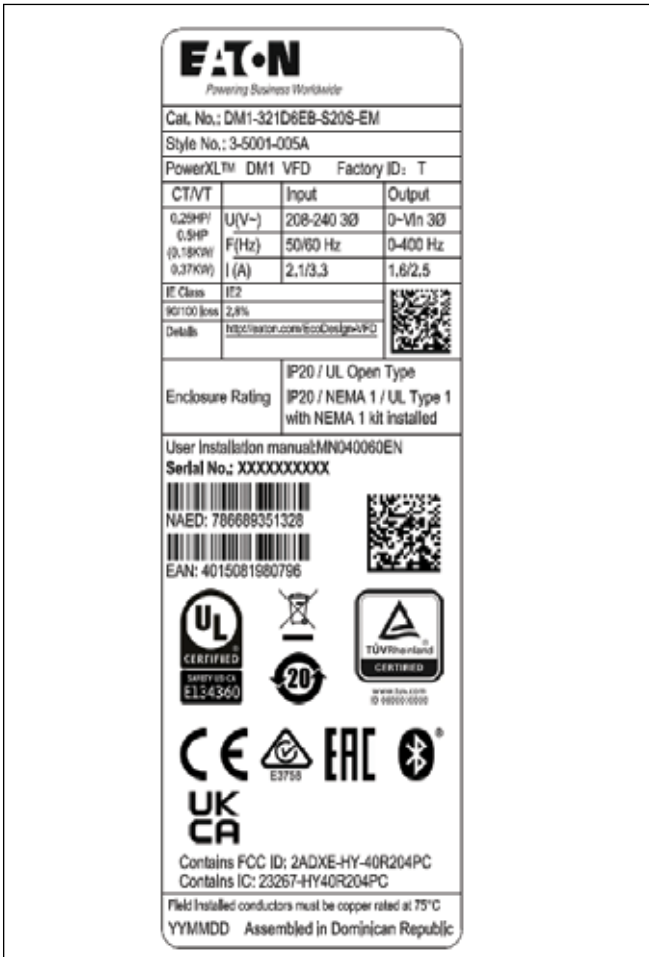 EATON
Powering Business Worldwide
Cat. No.: DM1-321D6EB-S20S-EM
Style No.: 3-5001-005A
PowerXL™ DM1 VFD Factory ID: T
CT/VT Input Output
0.25HP/ 0.5HP (0.18KW/ 0.37KW)
U(V~) 208-240 3Ø 0~Vin 3Ø
F(Hz) 50/60 Hz 0-400 Hz
I (A) 2,1/3,3 1,6/2,5
IE Class IE2
90/100 loss 2,8%
Details http://eaton.com/EcoDesign-VFD
Enclosure Rating
IP20 / UL Open Type
IP20 / NEMA 1 / UL Type 1
with NEMA 1 kit installed
User Installation manual:MN040060EN
Serial No.: XXXXXXXXXX
NAED: 786689351328
EAN: 4015081980796
UL
CERTIFIED
SAFETY US CA
E134360
20
TÜVRheinland
CERTIFIED
www.tuv.com
CE
E3758
EAC
UK
CA
Contains FCC ID: 2ADXE-HY-40R204PC
Contains IC: 23267-HY40R204PC
Field Installed conductors must be copper rated at 75°C
YYMMDD Assembled in Dominican Republic